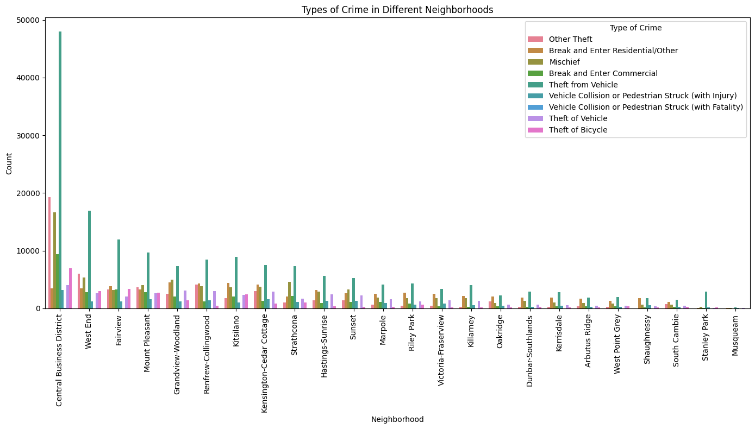 Types of Crime in Different Neighborhoods
50000
40000
30000
20000
10000
0
Count
Type of Crime
Other Theft
Break and Enter Residential/Other
Mischief
Break and Enter Commercial
Theft from Vehicle
Vehicle Collision or Pedestrian Struck (with Injury)
Vehicle Collision or Pedestrian Struck (with Fatality)
Theft of Vehicle
Theft of Bicycle
Central Business District
West End
Fairview
Mount Pleasant
Grandview-Woodland
Renfrew-Collingwood
Kitsilano
Kensington-Cedar Cottage
Strathcona
Hastings-Sunrise
Sunset
Marpole
Riley Park
Victoria-Fraserview
Killarney
Oakridge
Dunbar-Southlands
Kerrisdale
Arbutus Ridge
West Point Grey
Shaughnessy
South Cambie
Stanley Park
Musqueam
Neighborhood